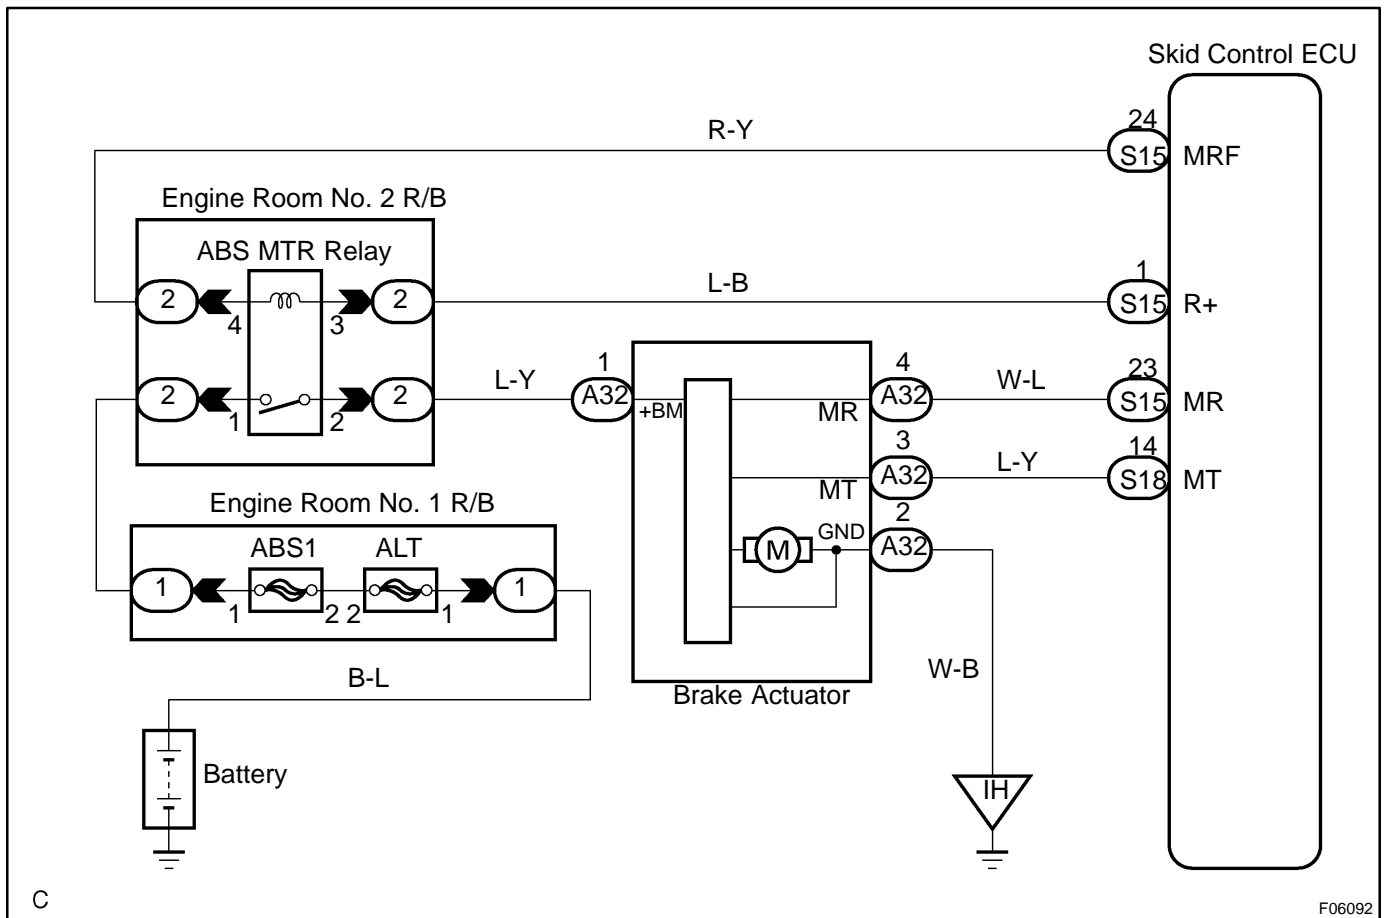 Skid Control ECU
24
R-Y
S15 MRF
Engine Room No. 2 R/B
ABS MTR Relay
2 4 3 2
L-B
1
S15 R+
2 1 2 2
L-Y
1
A32
+BM
MR
4
A32
W-L
23
S15 MR
MT
3
A32
L-Y
14
S18 MT
GND
2
A32
M
Engine Room No. 1 R/B
ABS1 ALT
1 1 2 2 1 1
B-L
Brake Actuator
W-B
Battery
IH
C
F06092